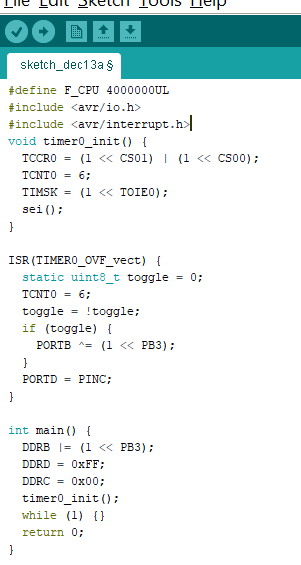 File Edit Sketch Tools Help
sketch_dec13a §
#define F_CPU 4000000UL
#include <avr/io.h>
#include <avr/interrupt.h>
void timer0_init() {
  TCCR0 = (1 << CS01) | (1 << CS00);
  TCNT0 = 6;
  TIMSK = (1 << TOIE0);
  sei();
}

ISR(TIMER0_OVF_vect) {
  static uint8_t toggle = 0;
  TCNT0 = 6;
  toggle = !toggle;
  if (toggle) {
    PORTB ^= (1 << PB3);
  }
  PORTD = PINC;
}

int main() {
  DDRB |= (1 << PB3);
  DDRD = 0xFF;
  DDRC = 0x00;
  timer0_init();
  while (1) {}
  return 0;
}